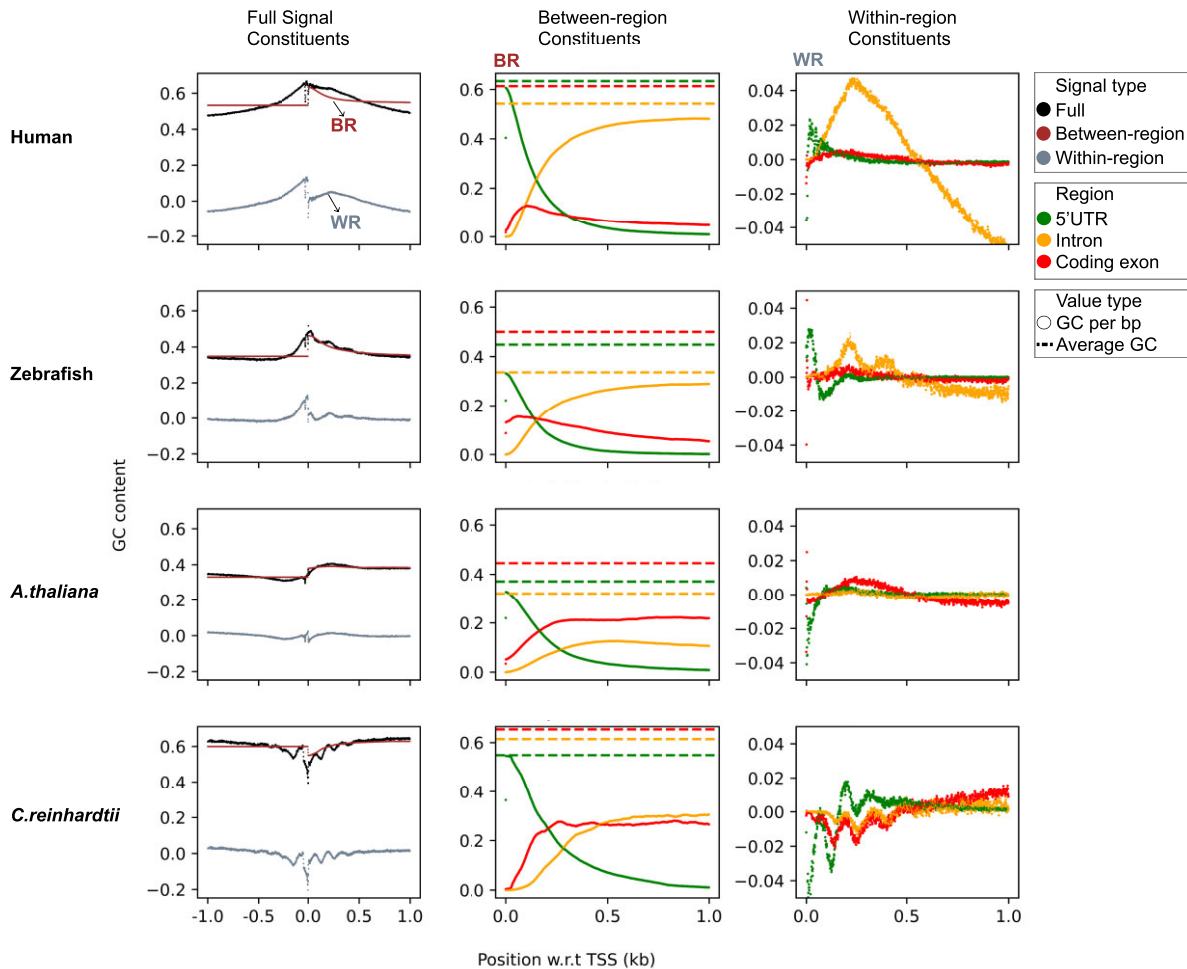 Full Signal
Constituents
Between-region
Constituents
Within-region
Constituents
BR
WR
Human
0.6
0.4
0.2
0.0
−0.2
BR
WR
0.6
0.4
0.2
0.0
0.04
0.02
0.00
−0.02
−0.04
Signal type
Full
Between-region
Within-region
Region
5'UTR
Intron
Coding exon
Value type
GC per bp
Average GC
Zebrafish
0.6
0.4
0.2
0.0
−0.2
0.6
0.4
0.2
0.0
0.04
0.02
0.00
−0.02
−0.04
GC content
A.thaliana
0.6
0.4
0.2
0.0
−0.2
0.6
0.4
0.2
0.0
0.04
0.02
0.00
−0.02
−0.04
C.reinhardtii
0.6
0.4
0.2
0.0
−0.2
0.6
0.4
0.2
0.0
0.04
0.02
0.00
−0.02
−0.04
-1.0 -0.5 0.0 0.5 1.0
0.0 0.5 1.0
0.0 0.5 1.0
Position w.r.t TSS (kb)